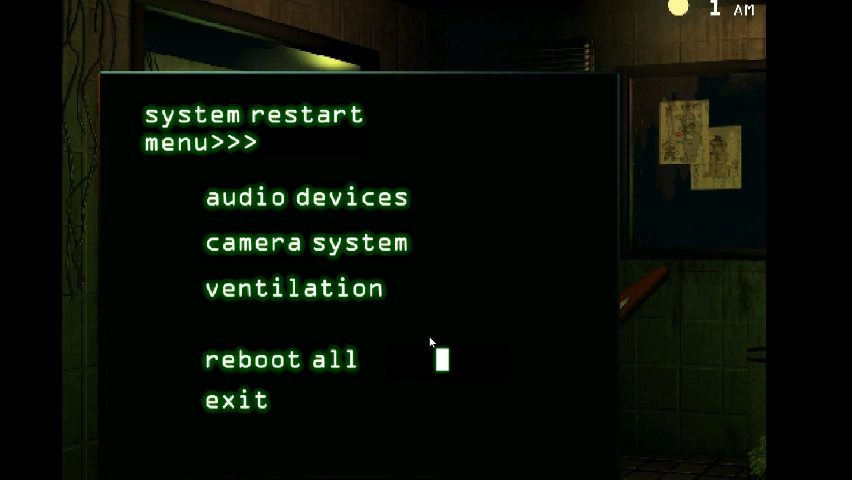 1 AM
system restart
menu>>>
audio devices
camera system
ventilation
reboot all
exit